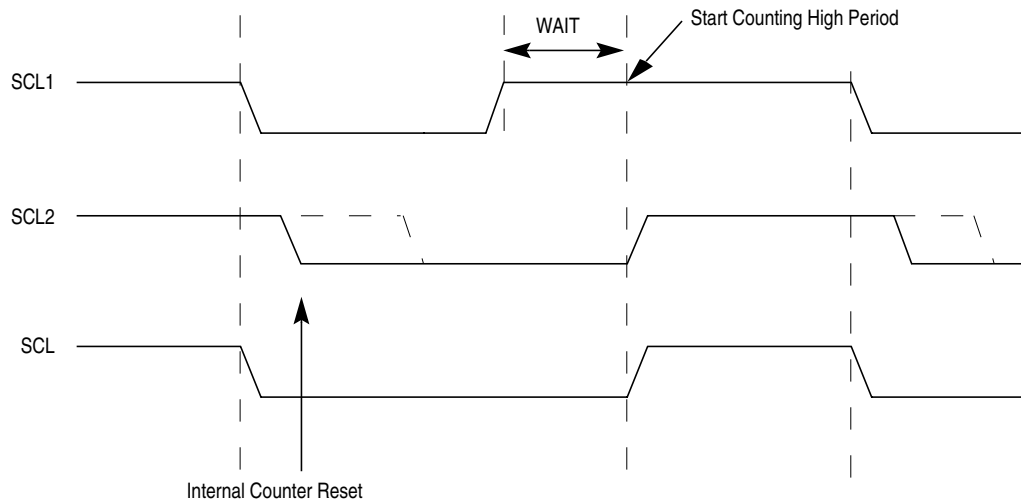 Start Counting High Period
WAIT
SCL1
SCL2
SCL
Internal Counter Reset